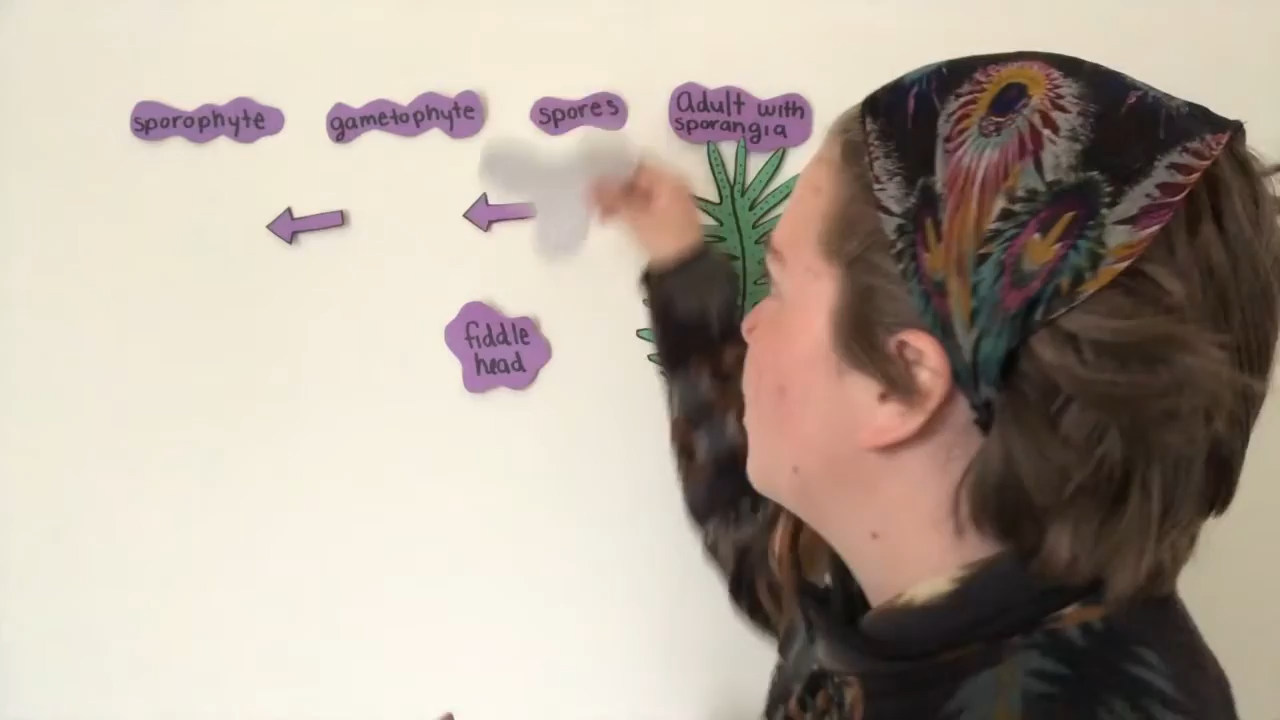 sporophyte
gametophyte
spores
Adult with
sporangia
fiddle
head